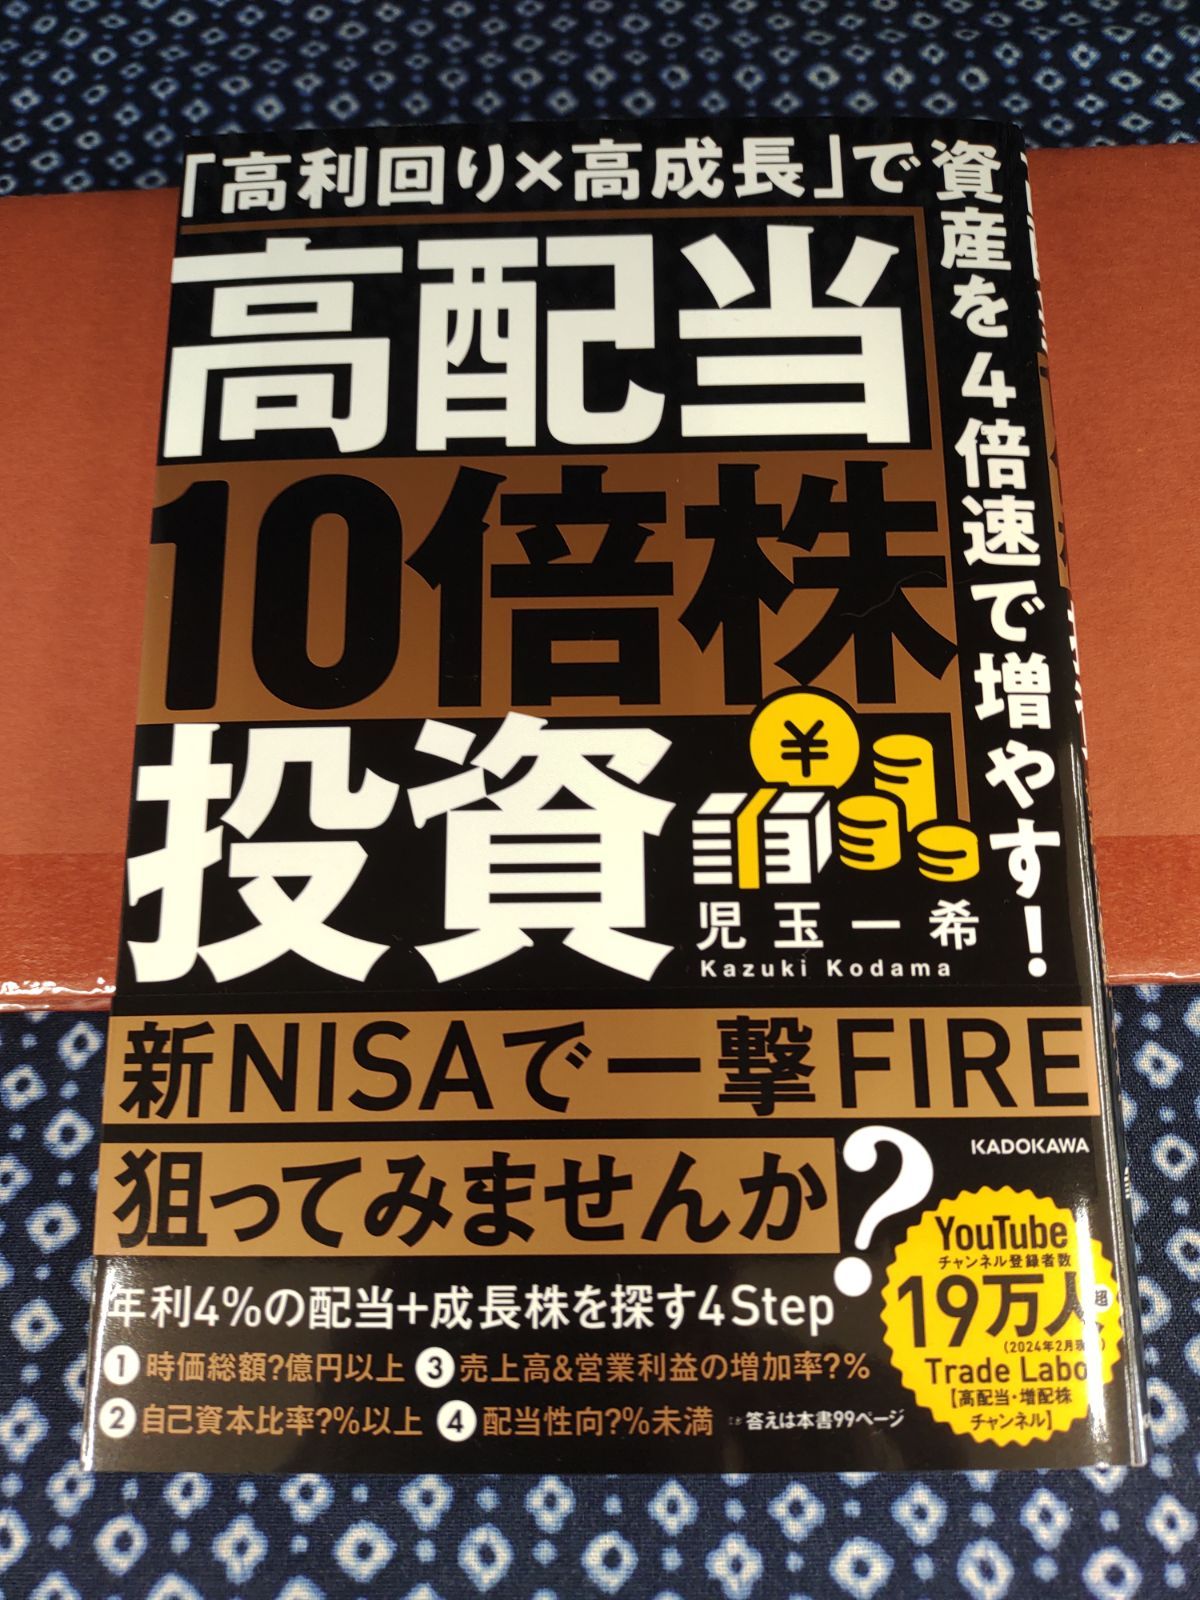 「高利回り×高成長」で
資産を4倍速で増やす!
高配当
10倍株
投資
¥
児玉一希
Kazuki Kodama
新NISAで一撃FIRE
狙ってみませんか?
KADOKAWA
年利4%の配当+成長株を探す4Step
1 時価総額?億円以上
2 自己資本比率?%以上
3 売上高&営業利益の増加率?%
4 配当性向?%未満
答えは本書99ページ
YouTube
チャンネル登録者数
19万人超
(2024年2月現在)
Trade Labo
【高配当・増配株
チャンネル】